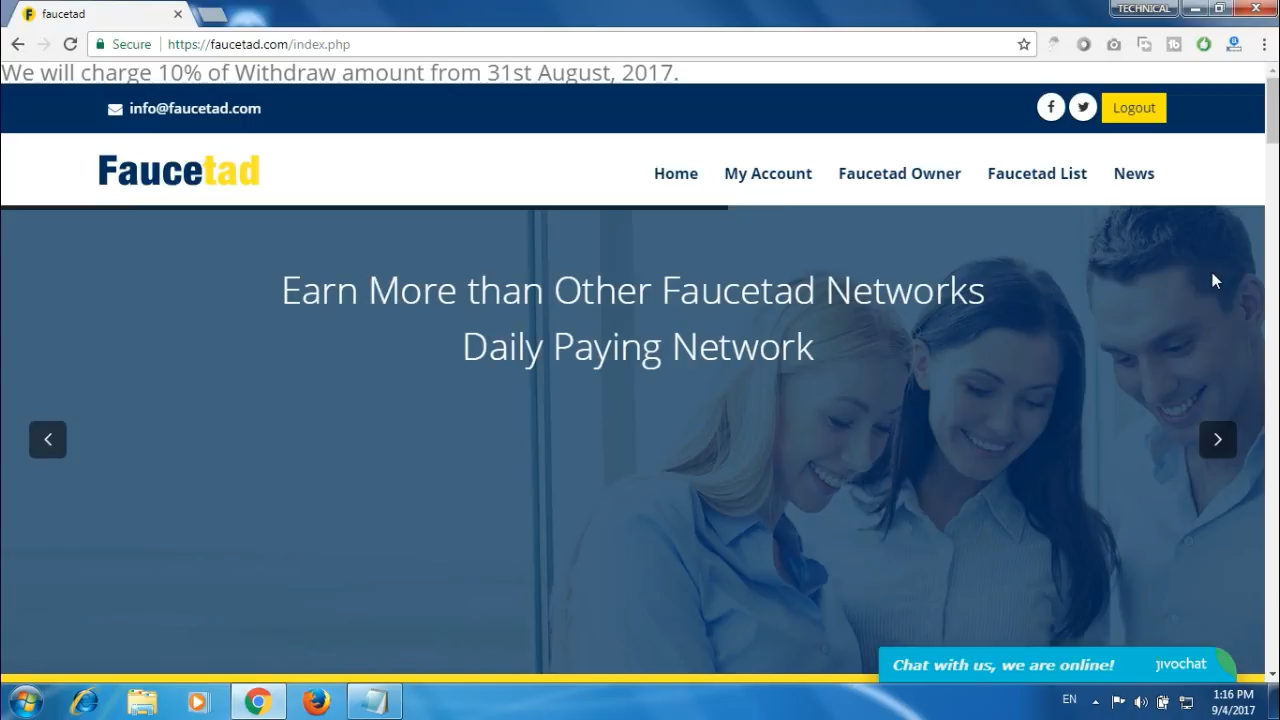 faucetad
TECHNICAL
Secure
https://faucetad.com/index.php
We will charge 10% of Withdraw amount from 31st August, 2017.
info@faucetad.com
Logout
Faucetad
Home My Account Faucetad Owner Faucetad List News
Earn More than Other Faucetad Networks
Daily Paying Network
Chat with us, we are online! jivochat
EN
1:16 PM
9/4/2017